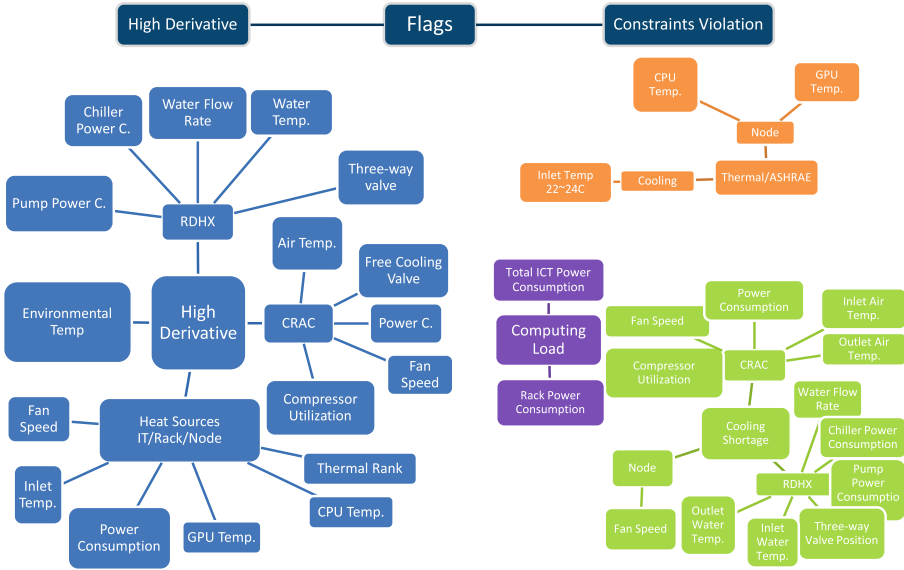 High Derivative
Flags
Constraints Violation
Chiller
Power C.
Water Flow
Rate
Water
Temp.
Three-way
valve
Pump Power C.
RDHX
Air Temp.
Free Cooling
Valve
Environmental
Temp
High
Derivative
CRAC
Power C.
Fan
Speed
Compressor
Utilization
Fan
Speed
Heat Sources
IT/Rack/Node
Thermal Rank
Inlet
Temp.
CPU Temp.
Power
Consumption
GPU Temp.
CPU
Temp.
GPU
Temp.
Node
Inlet Temp
22~24C
Cooling
Thermal/ASHRAE
Total ICT Power
Consumption
Computing
Load
Rack Power
Consumption
Power
Consumption
Fan Speed
Inlet Air
Temp.
Outlet Air
Temp.
Compressor
Utilization
CRAC
Water Flow
Rate
Cooling
Shortage
Chiller Power
Consumption
Node
RDHX
Pump
Power
Consumptio
Fan Speed
Outlet
Water
Temp.
Inlet
Water
Temp.
Three-way
Valve Position